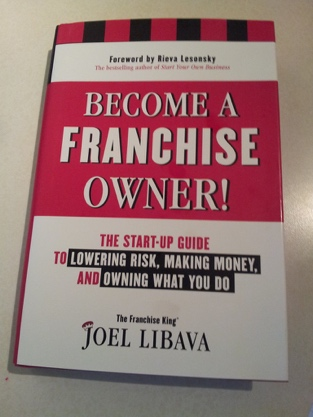 Foreword by Rieva Lesonsky
The bestselling author of Start Your Own Business
BECOME A
FRANCHISE
OWNER!
THE START-UP GUIDE
TO LOWERING RISK, MAKING MONEY,
AND OWNING WHAT YOU DO
The Franchise King®
JOEL LIBAVA